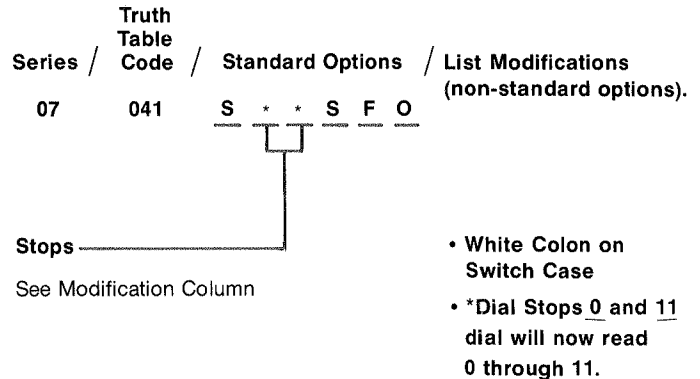 Truth
Table
Series / Code / Standard Options / List Modifications
(non-standard options).
07 041 S * * S F O
Stops
See Modification Column
• White Colon on
Switch Case
• *Dial Stops 0 and 11
dial will now read
0 through 11.